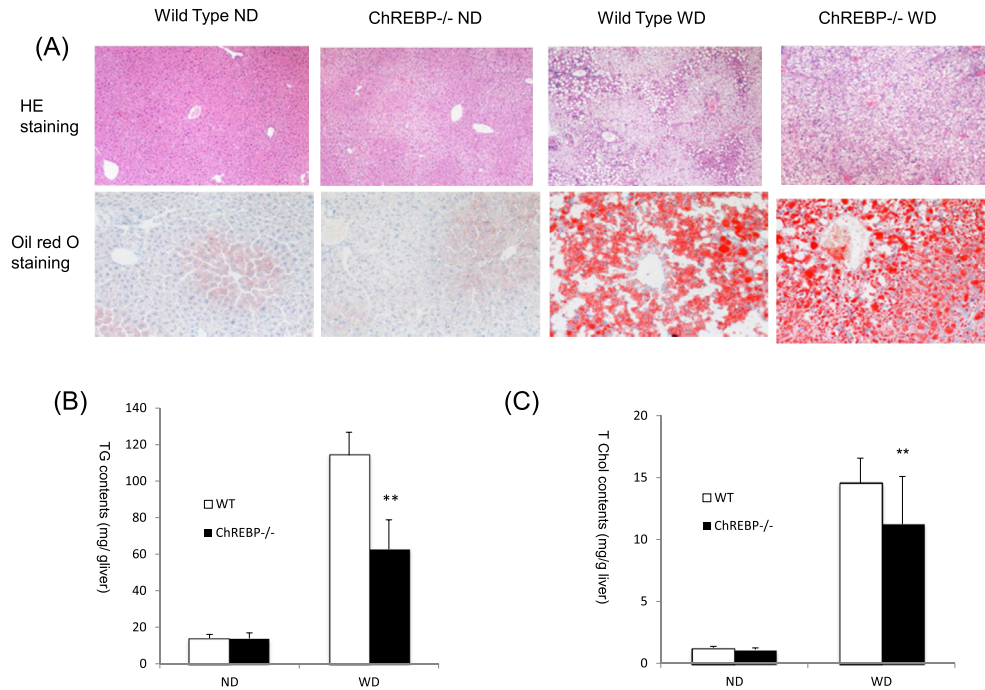 Wild Type ND
ChREBP-/- ND
Wild Type WD
ChREBP-/- WD
(A)
HE
staining
Oil red O
staining
(B)
TG contents (mg/ gliver)
140
120
100
80
60
40
20
0
WT
ChREBP-/-
**
ND
WD
(C)
T Chol contents (mg/g liver)
20
15
10
5
0
WT
ChREBP-/-
**
ND
WD